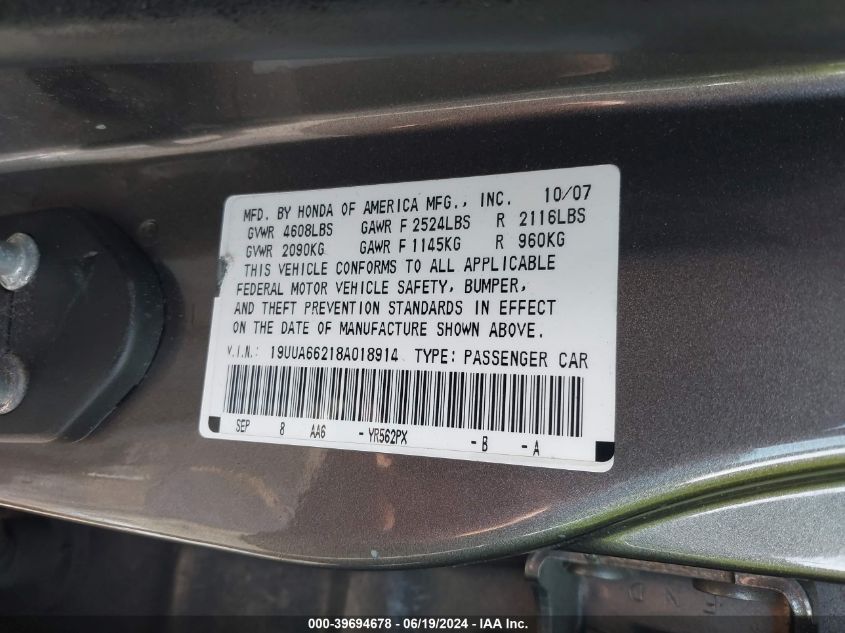 MFD. BY HONDA OF AMERICA MFG., INC. 10/07
GVWR 4608LBS GAWR F 2524LBS R 2116LBS
GVWR 2090KG GAWR F 1145KG R 960KG
THIS VEHICLE CONFORMS TO ALL APPLICABLE
FEDERAL MOTOR VEHICLE SAFETY, BUMPER,
AND THEFT PREVENTION STANDARDS IN EFFECT
ON THE DATE OF MANUFACTURE SHOWN ABOVE.
V.I.N.: 19UUA66218A018914 TYPE: PASSENGER CAR
SEP 8 AA6 -YR562PX -B -A
000-39694678 - 06/19/2024 - IAA Inc.